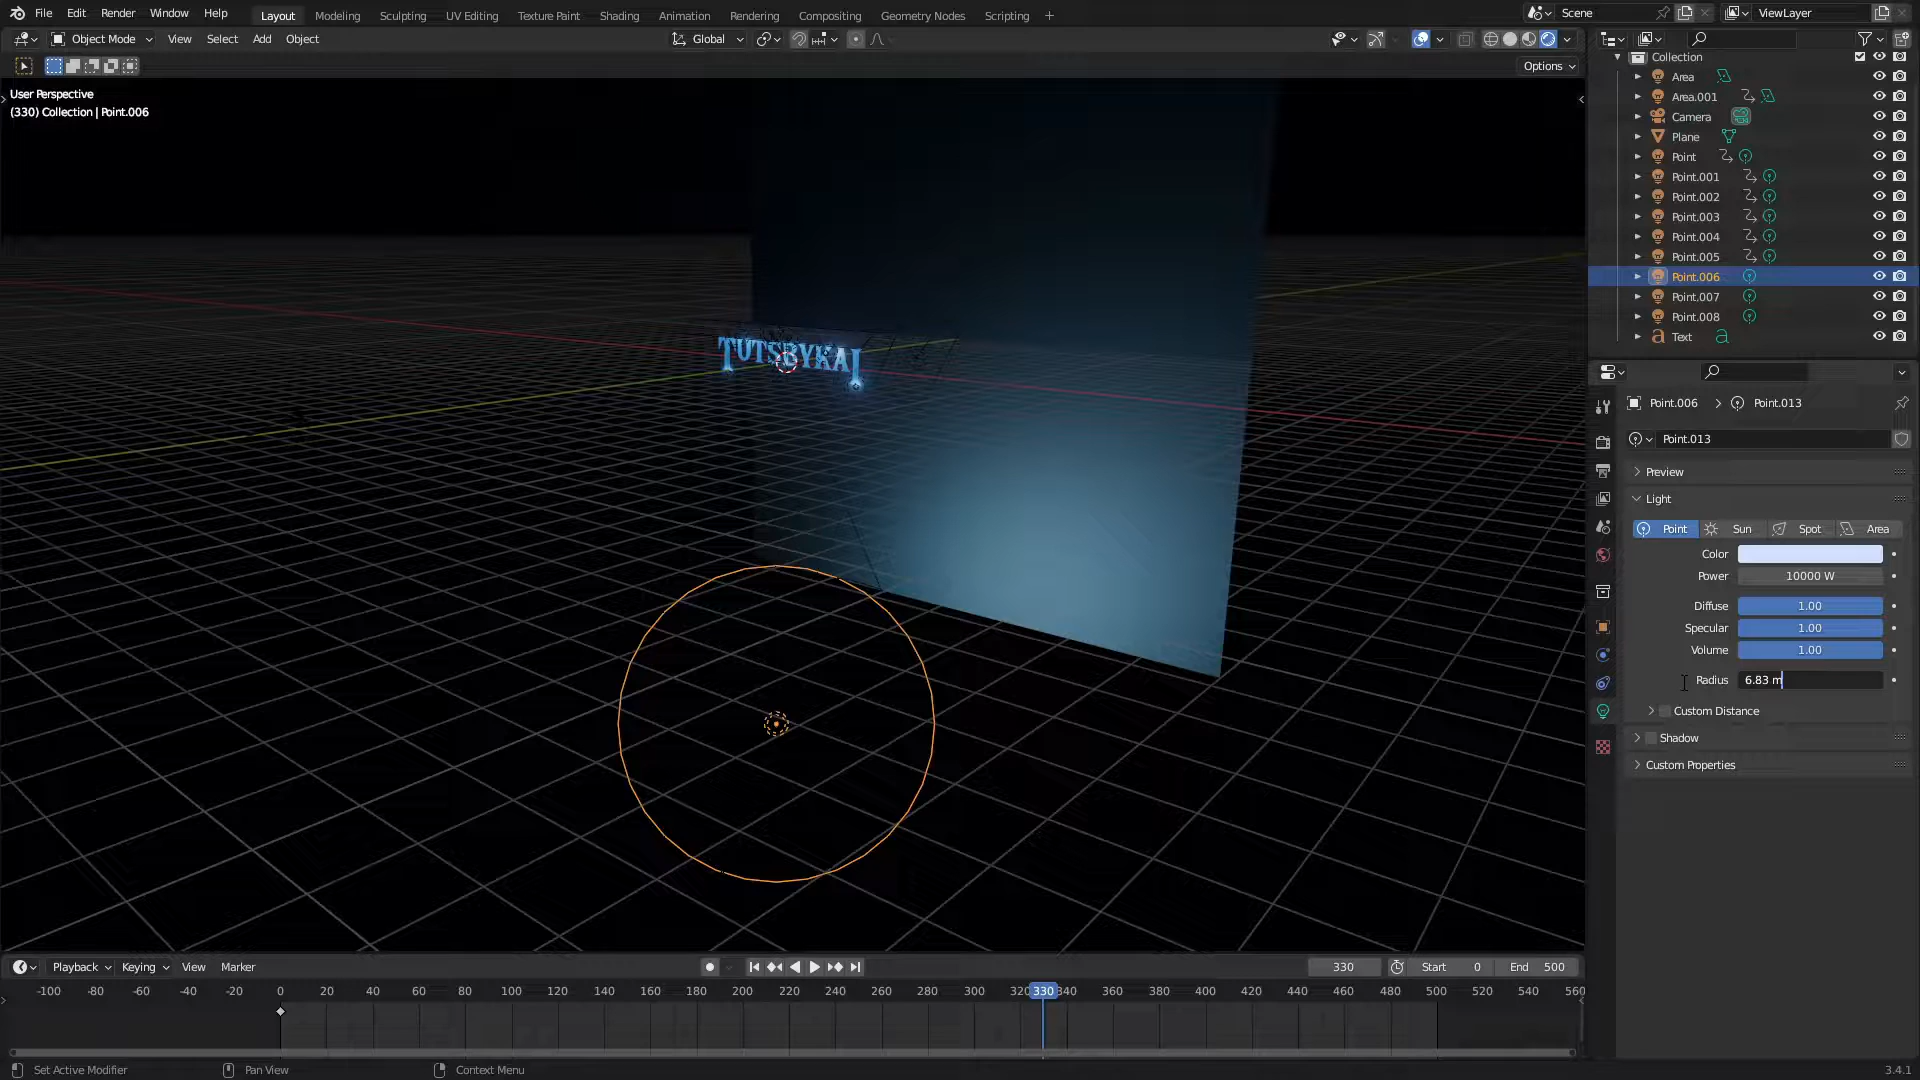 File Edit Render Window Help Layout Modeling Sculpting UV Editing Texture Paint Shading Animation Rendering Compositing Geometry Nodes Scripting + Scene ViewLayer
Object Mode View Select Add Object Global
Options
User Perspective
(330) Collection | Point.006
TUTSBYKAI
Collection
Area
Area.001
Camera
Plane
Point
Point.001
Point.002
Point.003
Point.004
Point.005
Point.006
Point.007
Point.008
Text
Point.006 > Point.013
Point.013
Preview
Light
Point Sun Spot Area
Color
Power 10000 W
Diffuse 1.00
Specular 1.00
Volume 1.00
Radius 6.83 m
Custom Distance
Shadow
Custom Properties
Playback Keying View Marker 330 Start 0 End 500
-100 -80 -60 -40 -20 0 20 40 60 80 100 120 140 160 180 200 220 240 260 280 300 320 330 340 360 380 400 420 440 460 480 500 520 540 560
Set Active Modifier Pan View Context Menu 3.4.1